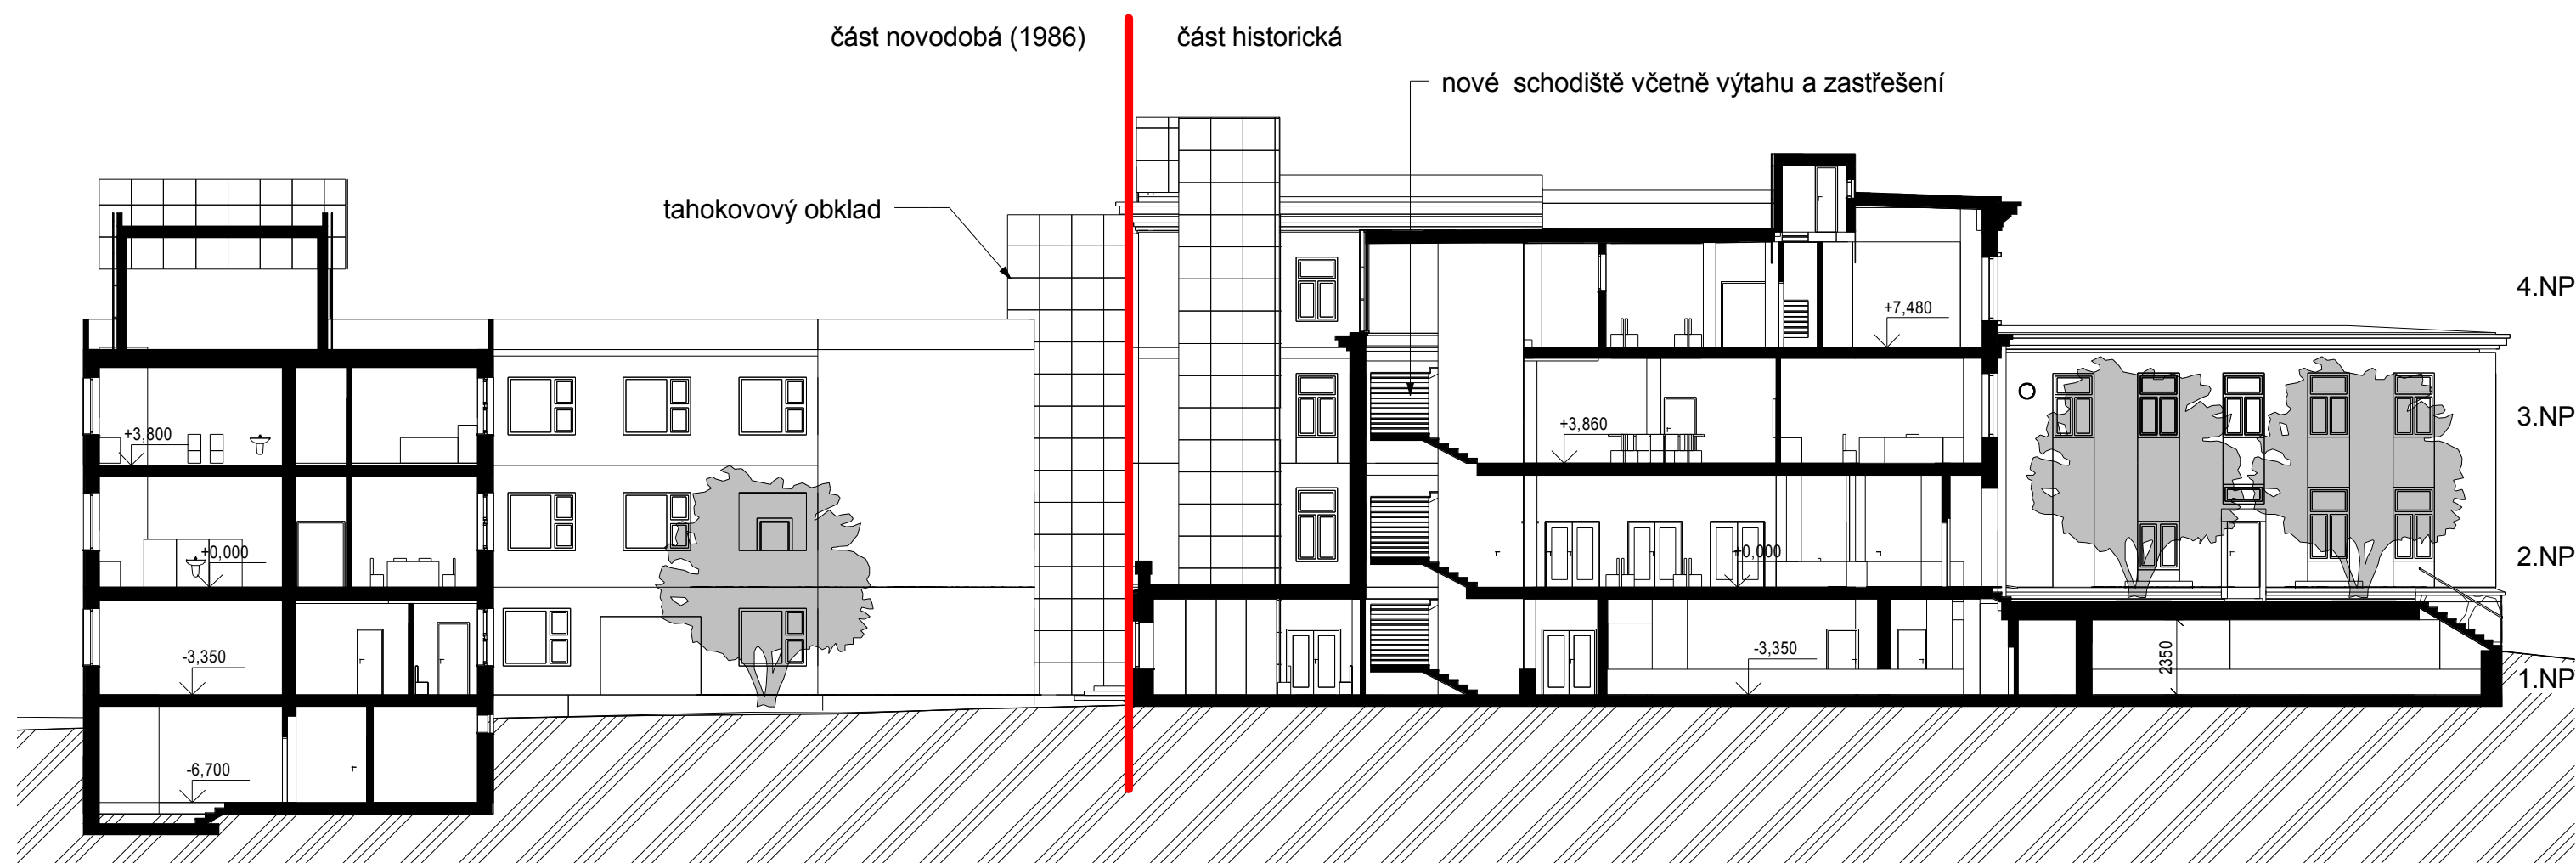 část novodobá (1986)
část historická
nové schodiště včetně výtahu a zastřešení
tahokovový obklad
4.NP
+7,480
3.NP
+3,800
+3,860
+0,000
+0,000
2.NP
-3,350
-3,350
2350
1.NP
-6,700